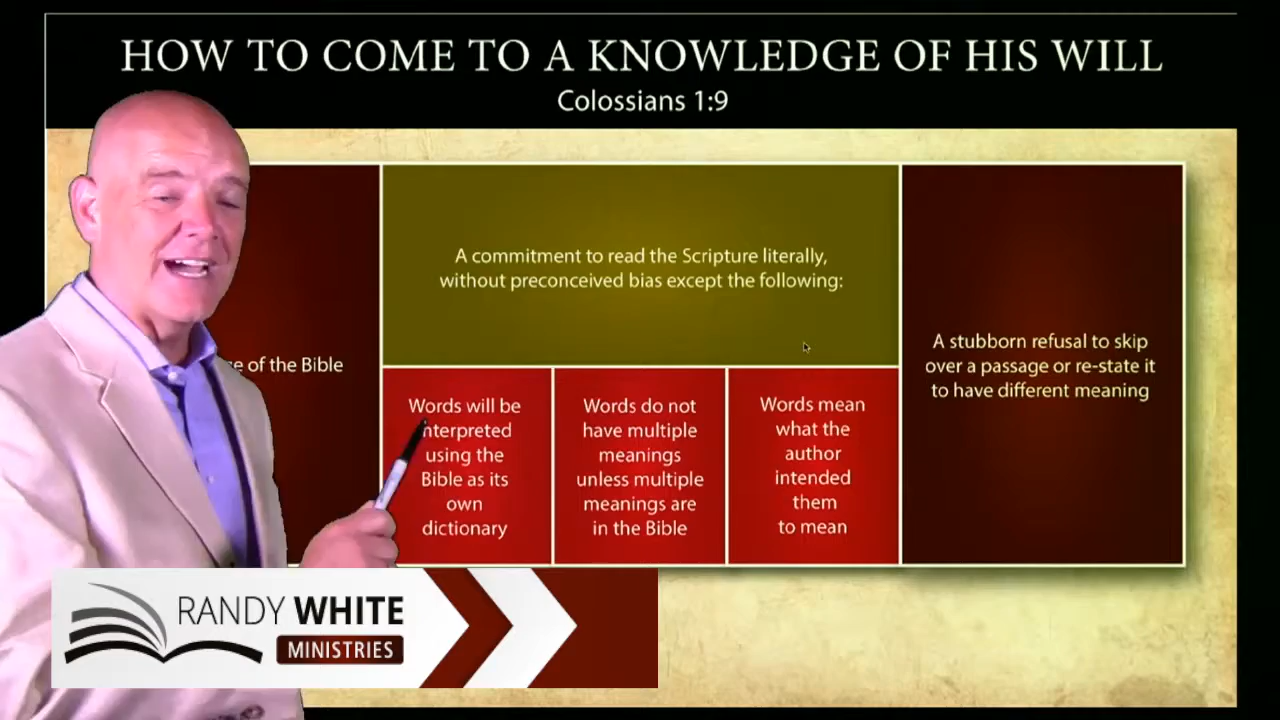 HOW TO COME TO A KNOWLEDGE OF HIS WILL
Colossians 1:9
of the Bible
A commitment to read the Scripture literally,
without preconceived bias except the following:
Words will be
nterpreted
using the
Bible as its
own
dictionary
Words do not
have multiple
meanings
unless multiple
meanings are
in the Bible
Words mean
what the
author
intended
them
to mean
A stubborn refusal to skip
over a passage or re-state it
to have different meaning
RANDY WHITE
MINISTRIES